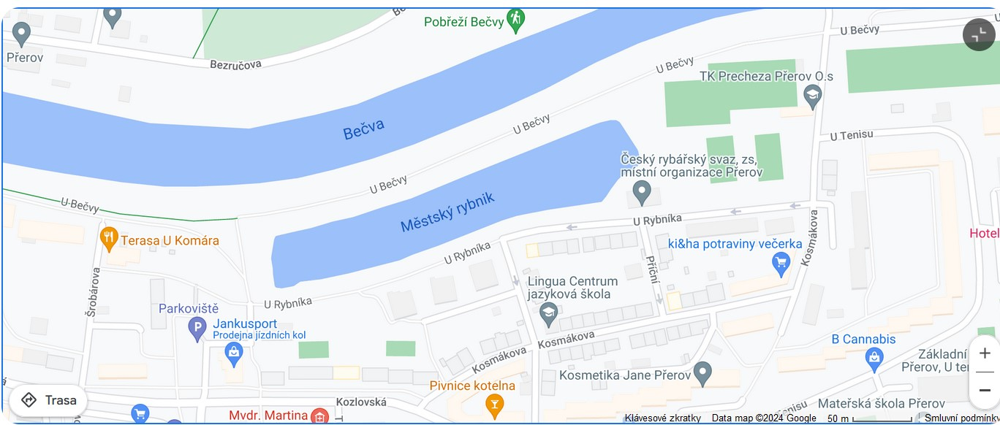 Pobřeží Bečvy
U Bečvy
Přerov
Bezručova
U Bečvy
TK Precheza Přerov O.s
Bečva
U Bečvy
U Tenisu
Český rybářský svaz, zs,
místní organizace Přerov
U Bečvy
U Bečvy
Městský rybnik
U Rybníka
Terasa U Komára
U Rybníka
ki&ha potraviny večerka
Kosmákova
Hotel
Příční
Šrobárova
Lingua Centrum
jazyková škola
U Rybníka
Parkoviště
P
Jankusport
Prodejna jízdních kol
Kosmákova
B Cannabis
Kosmákova
Základní
Přerov, U ter
Kosmetika Jane Přerov
Pivnice kotelna
Trasa
Kozlovská
Mateřská škola Přerov
Mvdr. Martina
Klávesové zkratky
Data map ©2024 Google
50 m
Smluvní podmínky